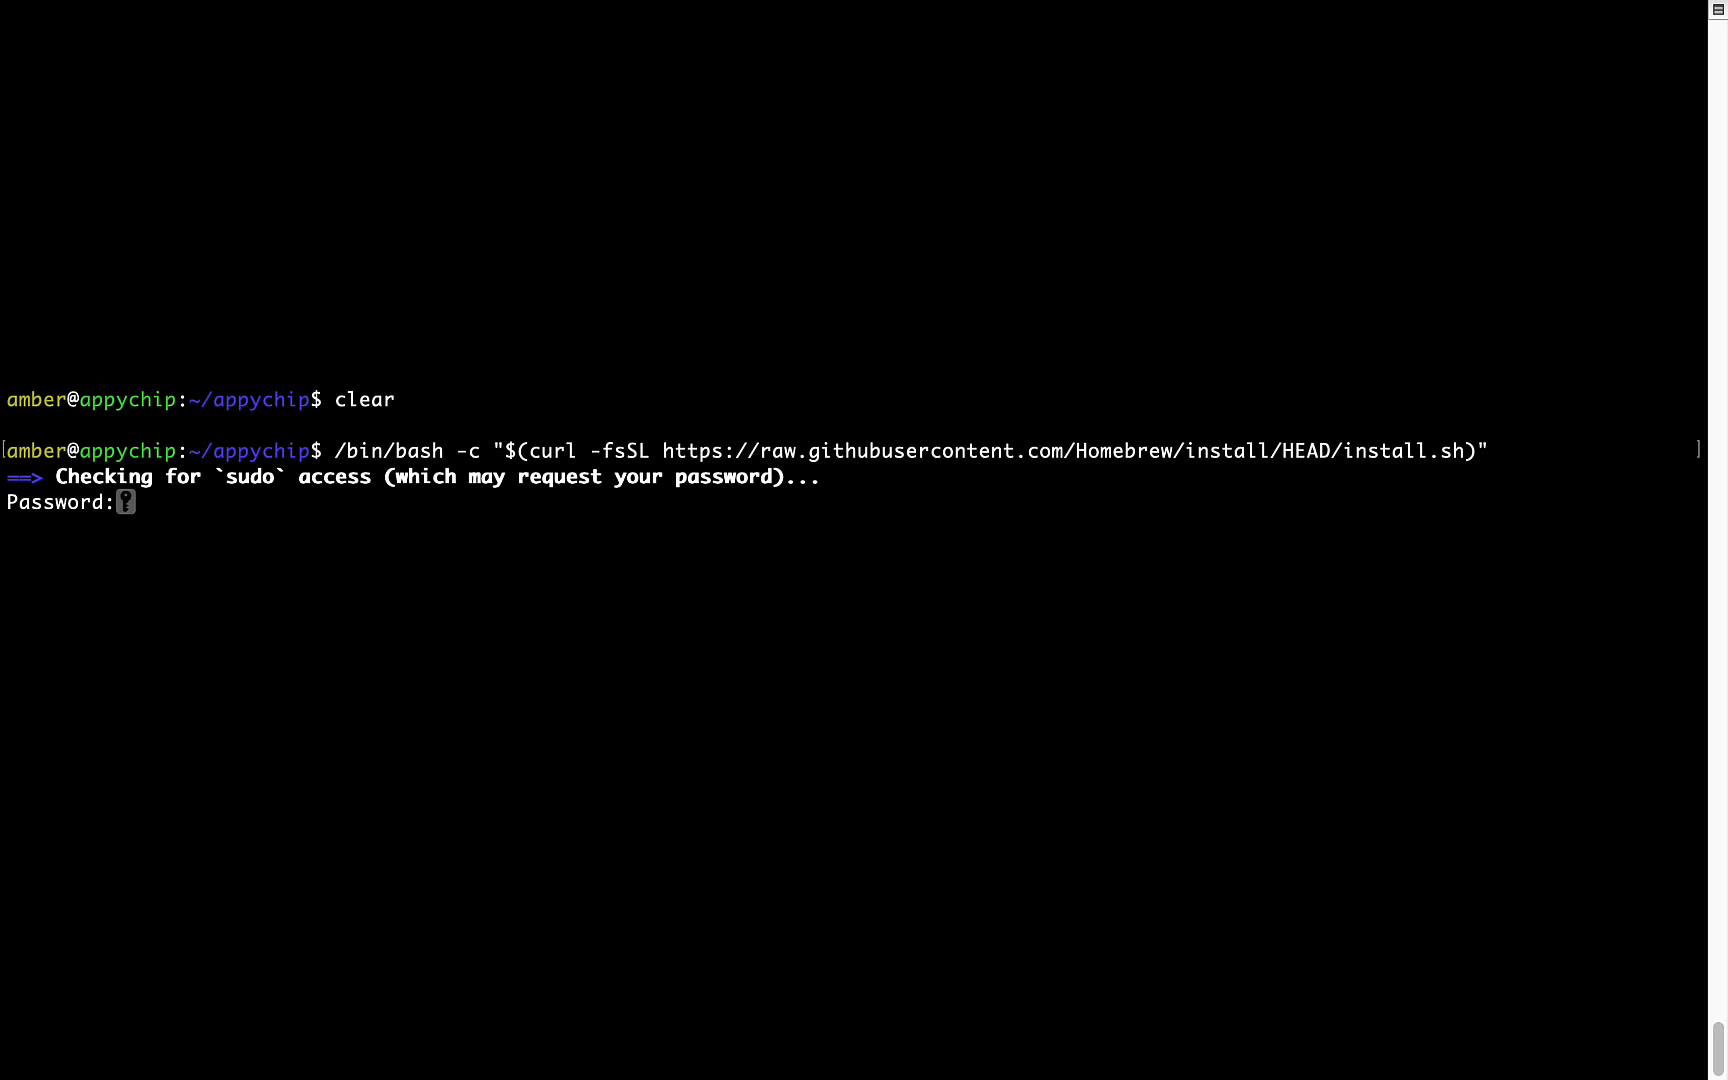 amber@appychip:~/appychip$ clear
[amber@appychip:~/appychip$ /bin/bash -c "$(curl -fsSL https://raw.githubusercontent.com/Homebrew/install/HEAD/install.sh)" ]
==> Checking for `sudo` access (which may request your password)...
Password: